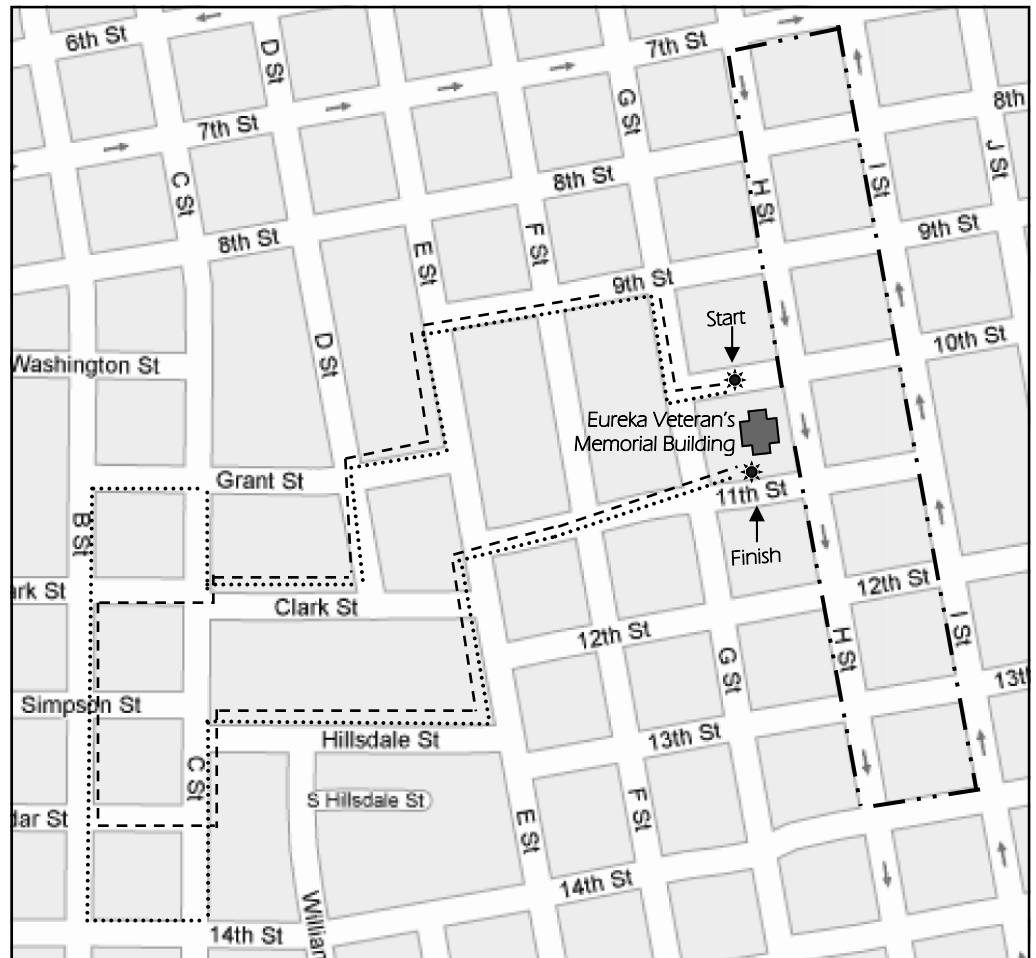 6th St
D St
7th St
7th St
G St
8th St
C St
8th St
H St
I St
J St
8th St
F St
E St
9th St
9th St
Start
10th St
D St
Washington St
Eureka Veteran's
Memorial Building
Grant St
11th St
B St
Finish
ark St
Clark St
12th St
12th St
I St
H St
G St
Simpson St
13t
Hillsdale St
13th St
C St
S Hillsdale St
dar St
E St
F St
14th St
Willian
14th St